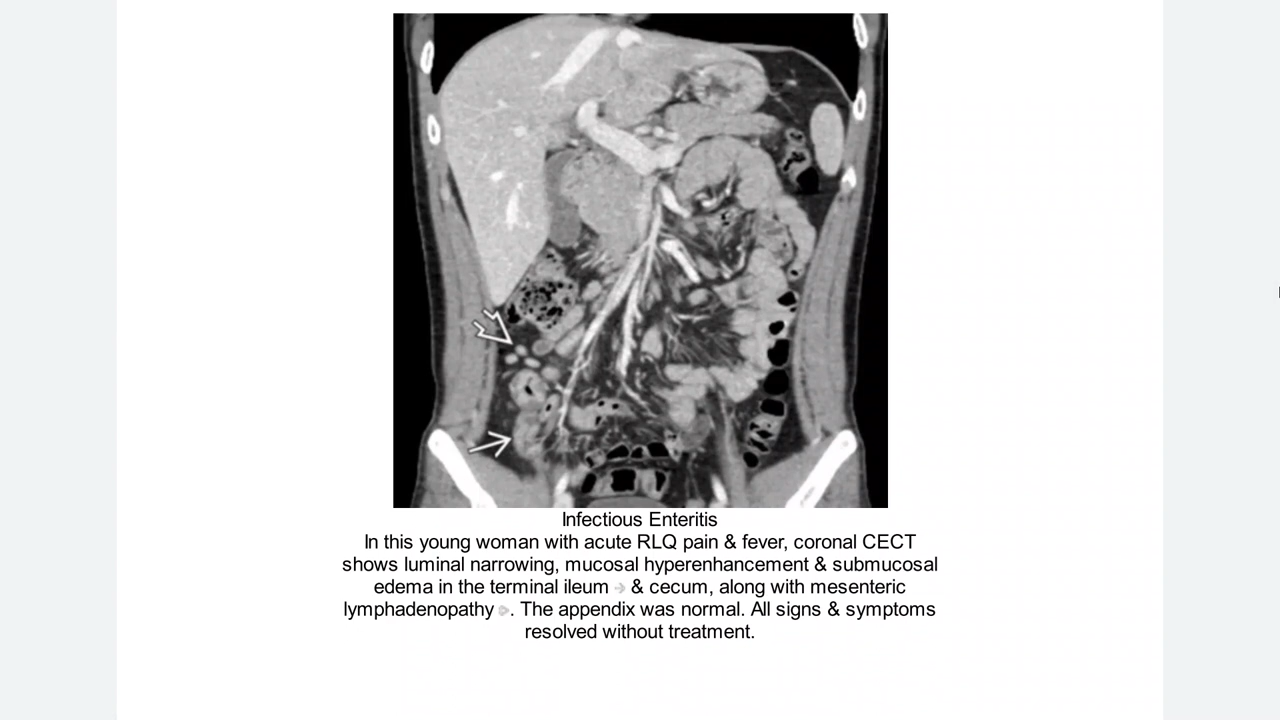 Infectious Enteritis
In this young woman with acute RLQ pain & fever, coronal CECT
shows luminal narrowing, mucosal hyperenhancement & submucosal
edema in the terminal ileum → & cecum, along with mesenteric
lymphadenopathy. The appendix was normal. All signs & symptoms
resolved without treatment.